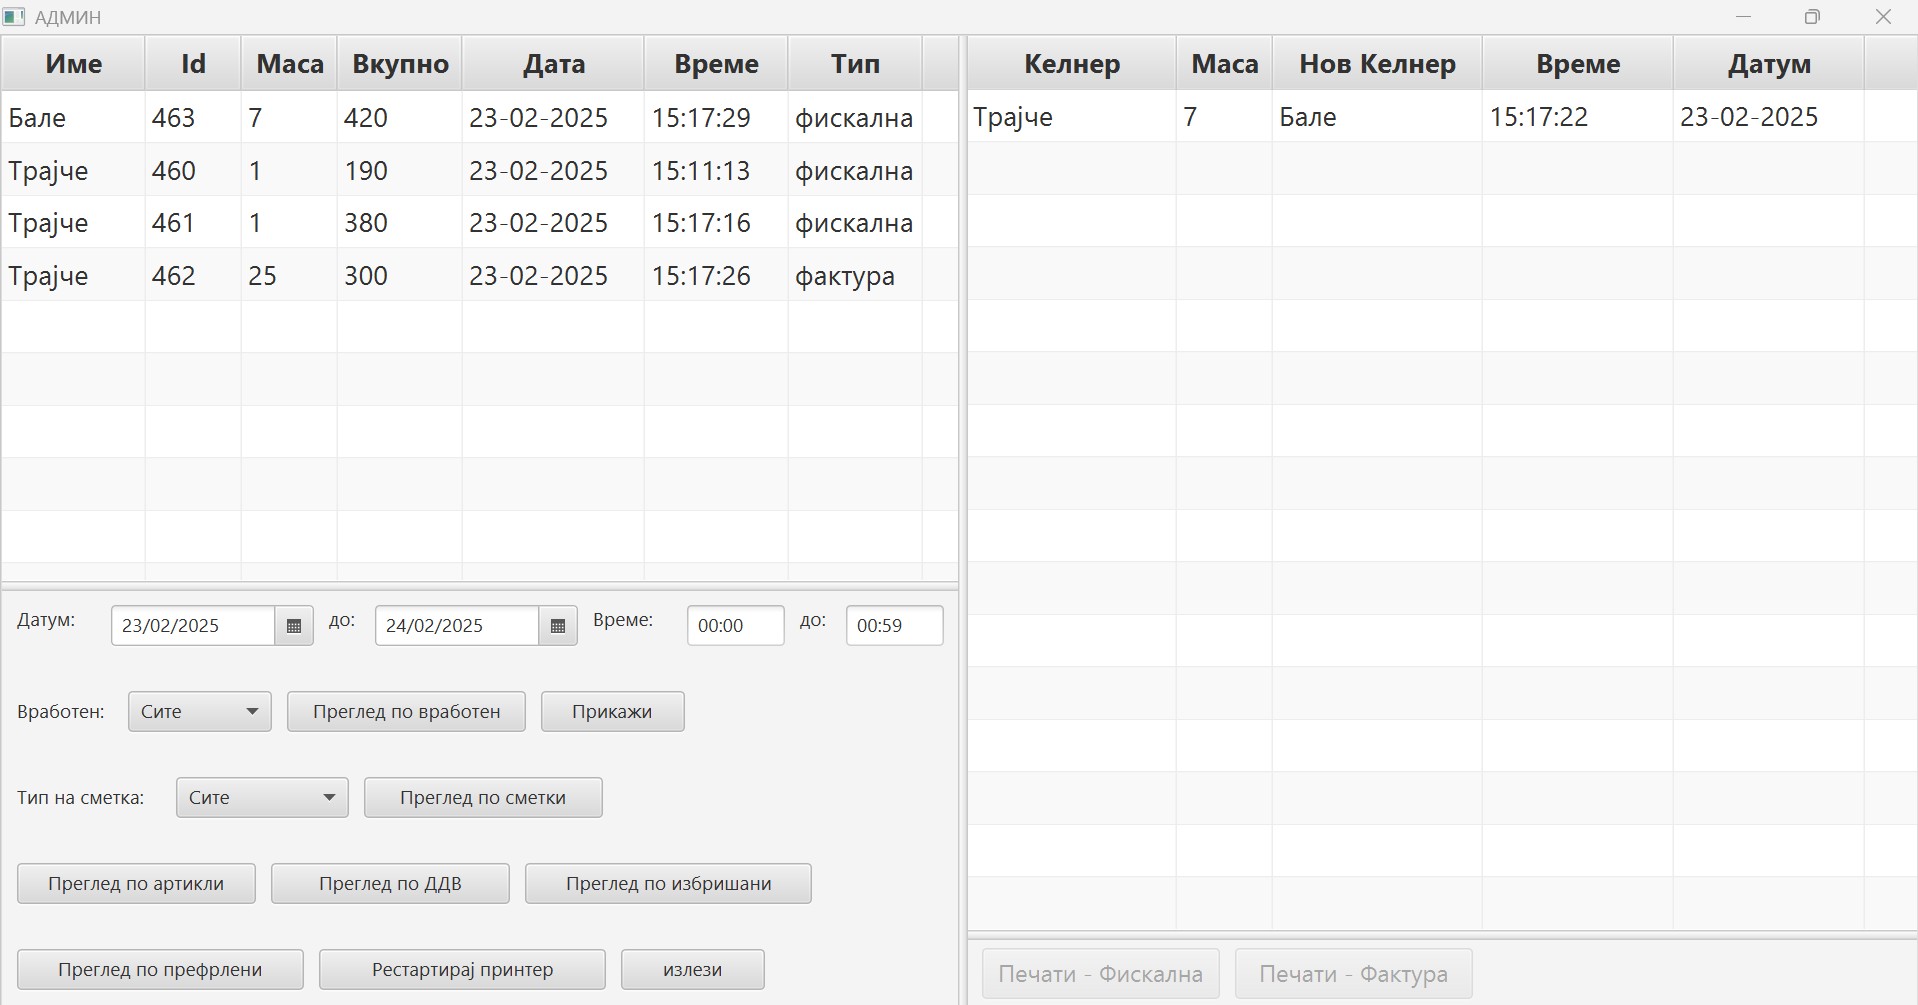 АДМИН
Име Id Маса Вкупно Дата Време Тип
Бале 463 7 420 23-02-2025 15:17:29 фискална
Трајче 460 1 190 23-02-2025 15:11:13 фискална
Трајче 461 1 380 23-02-2025 15:17:16 фискална
Трајче 462 25 300 23-02-2025 15:17:26 фактура
Датум: 23/02/2025 до: 24/02/2025 Време: 00:00 до: 00:59
Вработен: Сите Преглед по вработен Прикажи
Тип на сметка: Сите Преглед по сметки
Преглед по артикли Преглед по ДДВ Преглед по избришани
Преглед по префрлени Рестартирај принтер излези
Келнер Маса Нов Келнер Време Датум
Трајче 7 Бале 15:17:22 23-02-2025
Печати - Фискална Печати - Фактура